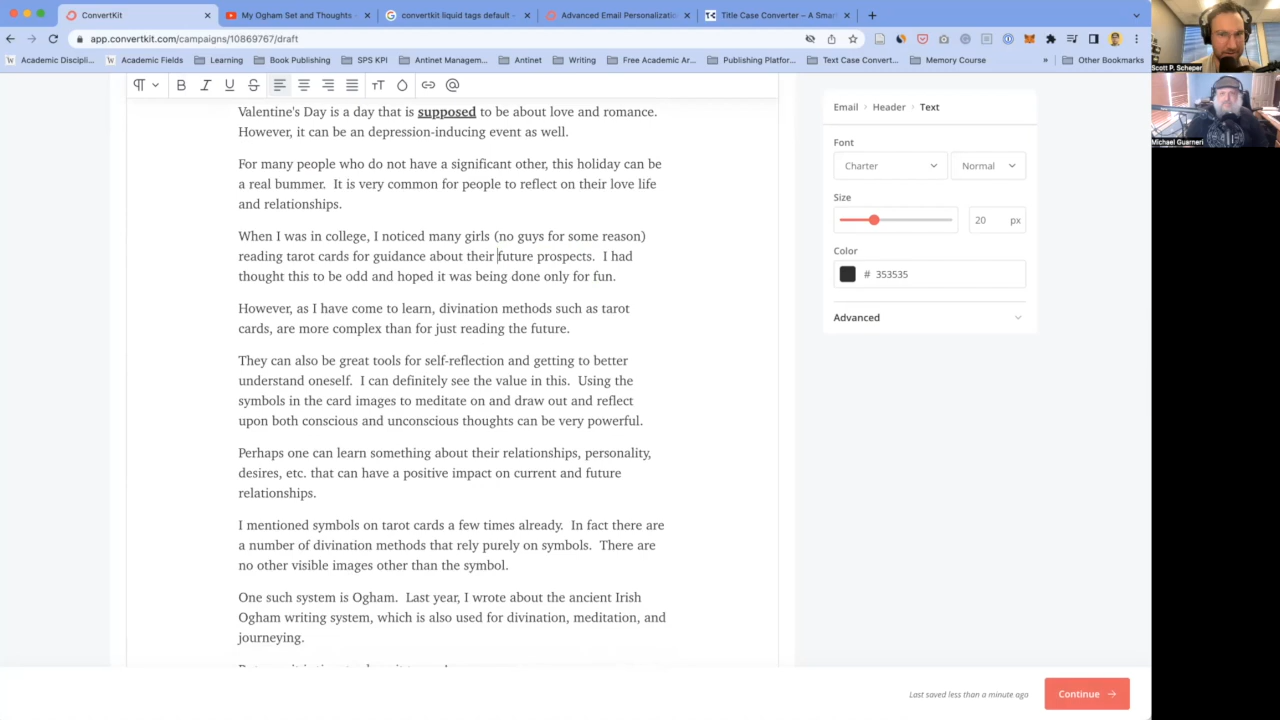 ConvertKit
My Ogham Set and Thoughts
convertkit liquid tags default
Advanced Email Personalizatio
Title Case Converter – A Smar
app.convertkit.com/campaigns/10869767/draft
Academic Discipli...
Academic Fields
Learning
Book Publishing
SPS KPIs
Antinet Marketing
Antinet
Writing
Free Academic Ar...
Publishing Platfor...
Text Case Convert...
Memory Course
Other Bookmarks
Scott P. Scheper
Michael Guarneri
Valentine's Day is a day that is supposed to be about love and romance.
However, it can be an depression-inducing event as well.
For many people who do not have a significant other, this holiday can be
a real bummer. It is very common for people to reflect on their love life
and relationships.
When I was in college, I noticed many girls (no guys for some reason)
reading tarot cards for guidance about their future prospects. I had
thought this to be odd and hoped it was being done only for fun.
However, as I have come to learn, divination methods such as tarot
cards, are more complex than for just reading the future.
They can also be great tools for self-reflection and getting to better
understand oneself. I can definitely see the value in this. Using the
symbols in the card images to meditate on and draw out and reflect
upon both conscious and unconscious thoughts can be very powerful.
Perhaps one can learn something about their relationships, personality,
desires, etc. that can have a positive impact on current and future
relationships.
I mentioned symbols on tarot cards a few times already. In fact there are
a number of divination methods that rely purely on symbols. There are
no other visible images other than the symbol.
One such system is Ogham. Last year, I wrote about the ancient Irish
Ogham writing system, which is also used for divination, meditation, and
journeying.
Email > Header > Text
Font
Charter
Normal
Size
20 px
Color
# 353535
Advanced
Last saved less than a minute ago
Continue